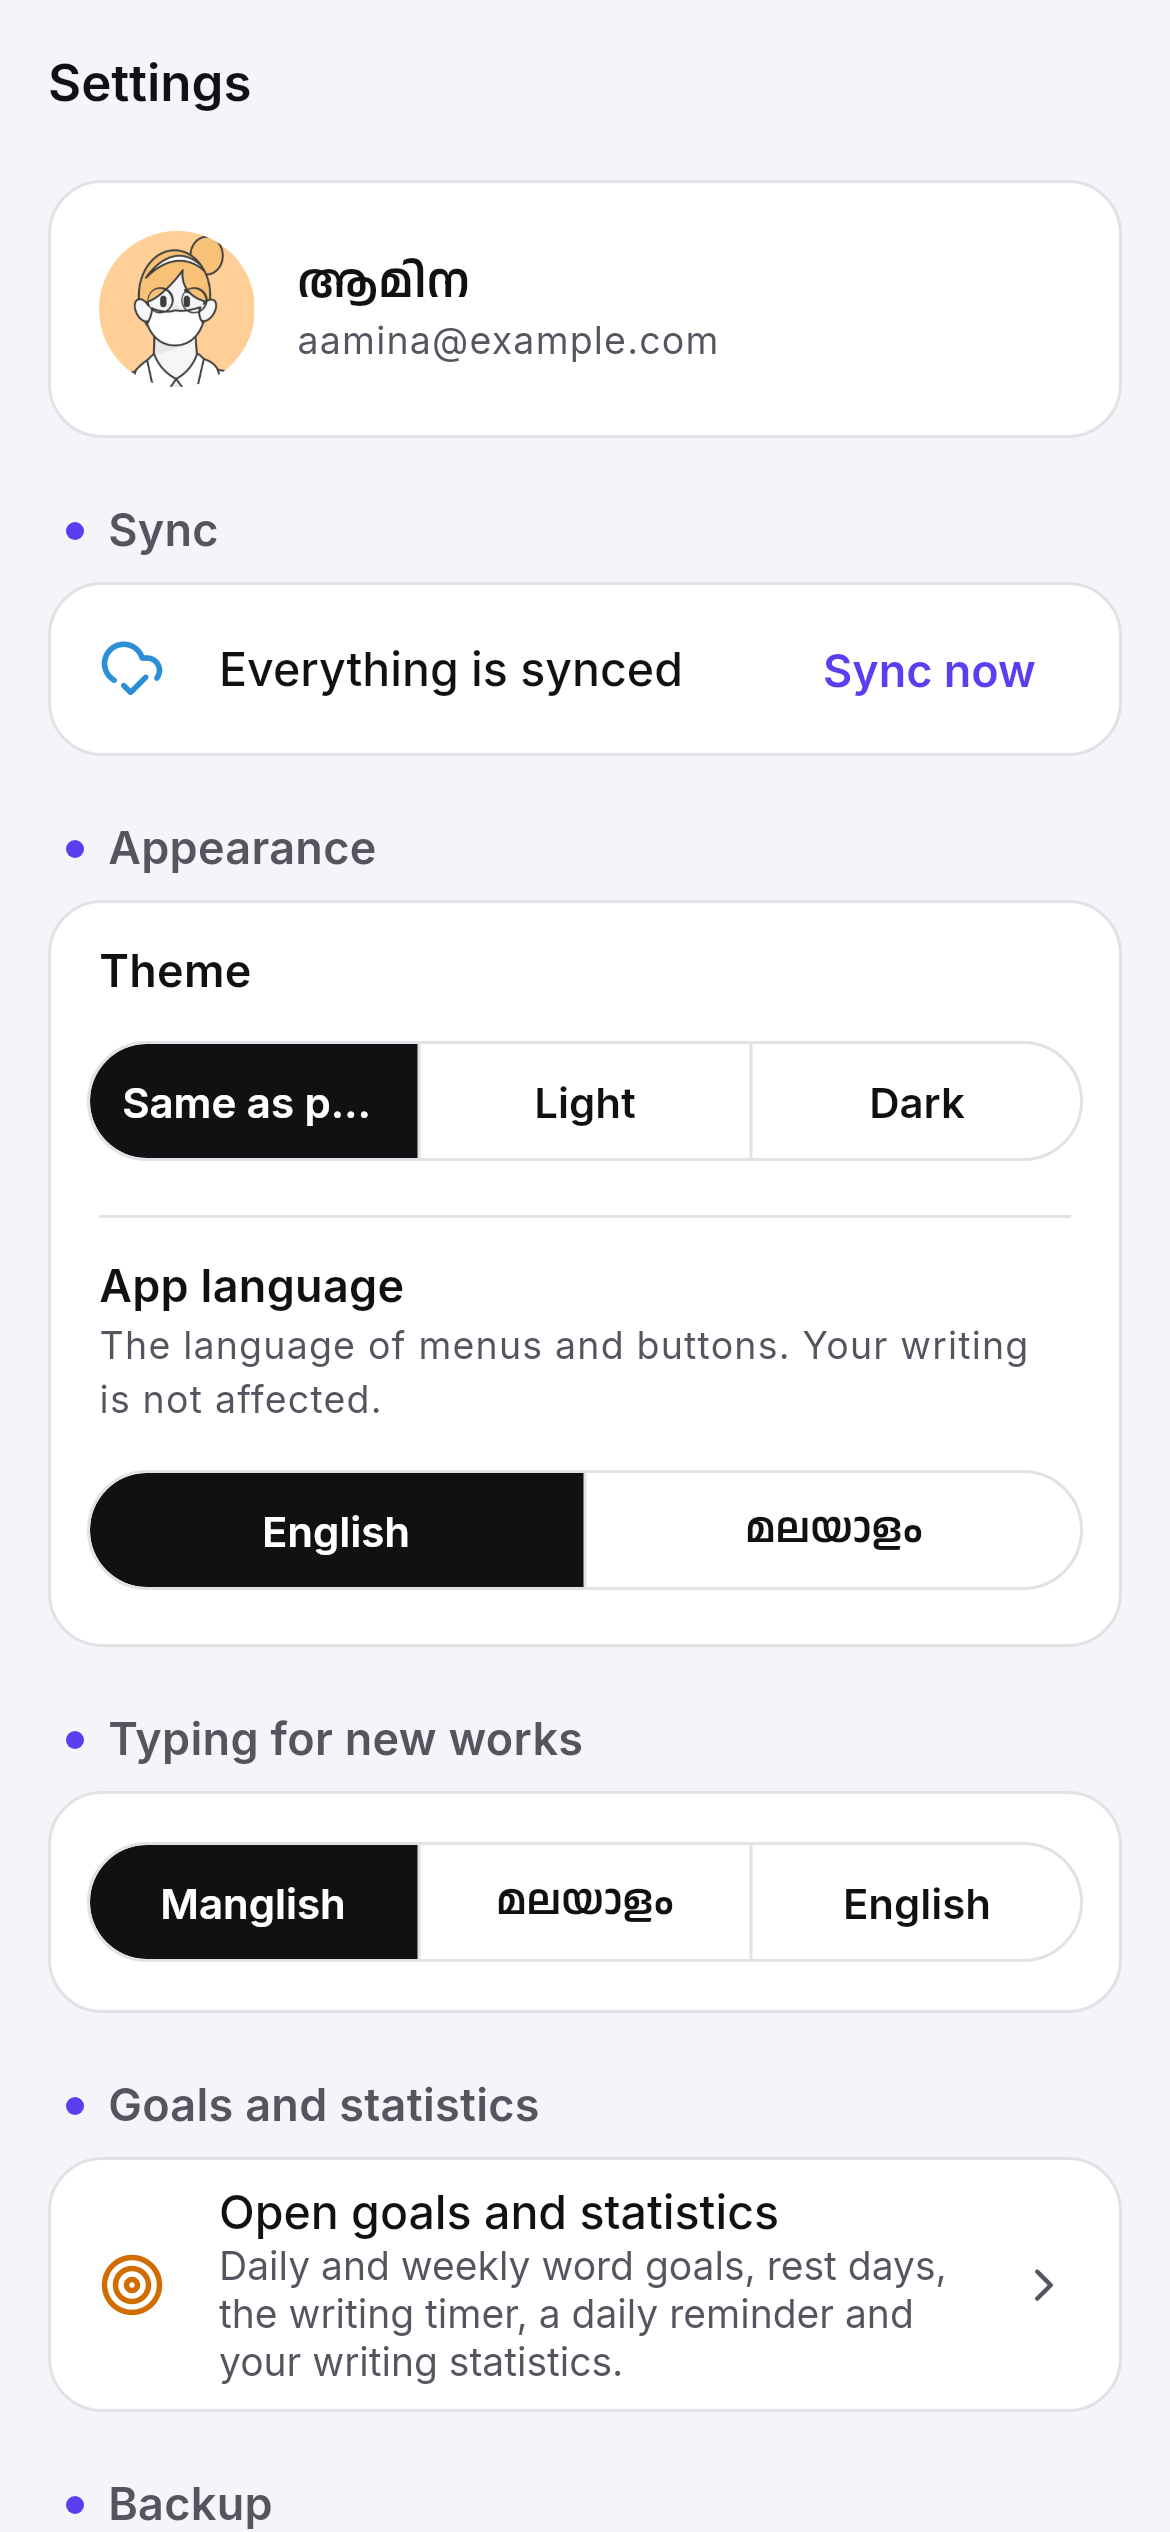 Settings
ആമിന
aamina@example.com
Sync
Everything is synced
Sync now
Appearance
Theme
Same as p...
Light
Dark
App language
The language of menus and buttons. Your writing
is not affected.
English
മലയാളം
Typing for new works
Manglish
മലയാളം
English
Goals and statistics
Open goals and statistics
Daily and weekly word goals, rest days,
the writing timer, a daily reminder and
your writing statistics.
Backup